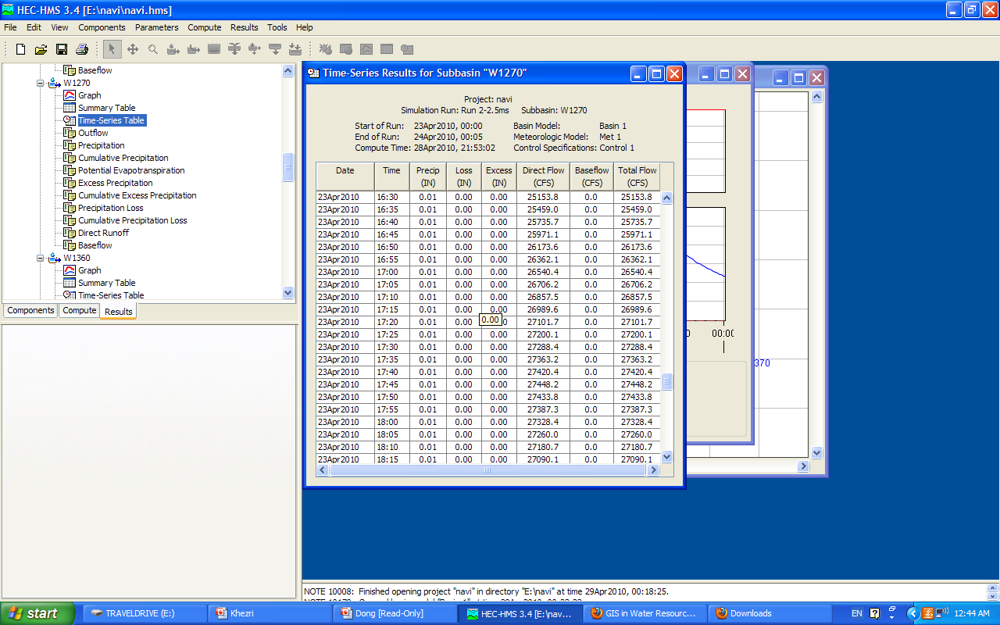 HEC-HMS 3.4 [E:\navi\navi.hms]
File Edit View Components Parameters Compute Results Tools Help
Baseflow
W1270
Graph
Summary Table
Time-Series Table
Outflow
Precipitation
Cumulative Precipitation
Potential Evapotranspiration
Excess Precipitation
Cumulative Excess Precipitation
Precipitation Loss
Cumulative Precipitation Loss
Direct Runoff
Baseflow
W1360
Graph
Summary Table
Time-Series Table
Components Compute Results
Time-Series Results for Subbasin "W1270"
Project: navi
Simulation Run: Run 2-2.5ms Subbasin: W1270
Start of Run: 23Apr2010, 00:00 Basin Model: Basin 1
End of Run: 24Apr2010, 00:05 Meteorologic Model: Met 1
Compute Time: 28Apr2010, 21:53:02 Control Specifications: Control 1
Date Time Precip Loss Excess Direct Flow Baseflow Total Flow
(IN) (IN) (IN) (CFS) (CFS) (CFS)
23Apr2010 16:30 0.01 0.00 0.00 25153.8 0.0 25153.8
23Apr2010 16:35 0.01 0.00 0.00 25459.0 0.0 25459.0
23Apr2010 16:40 0.01 0.00 0.00 25735.7 0.0 25735.7
23Apr2010 16:45 0.01 0.00 0.00 25971.1 0.0 25971.1
23Apr2010 16:50 0.01 0.00 0.00 26173.6 0.0 26173.6
23Apr2010 16:55 0.01 0.00 0.00 26362.1 0.0 26362.1
23Apr2010 17:00 0.01 0.00 0.00 26540.4 0.0 26540.4
23Apr2010 17:05 0.01 0.00 0.00 26706.2 0.0 26706.2
23Apr2010 17:10 0.01 0.00 0.00 26857.5 0.0 26857.5
23Apr2010 17:15 0.01 0.00 0.00 26989.6 0.0 26989.6
23Apr2010 17:20 0.01 0.00 0.00 0 27101.7 0.0 27101.7
23Apr2010 17:25 0.01 0.00 0.00 27200.1 0.0 27200.1
23Apr2010 17:30 0.01 0.00 0.00 27288.4 0.0 27288.4
23Apr2010 17:35 0.01 0.00 0.00 27363.2 0.0 27363.2
23Apr2010 17:40 0.01 0.00 0.00 27420.4 0.0 27420.4
23Apr2010 17:45 0.01 0.00 0.00 27448.2 0.0 27448.2
23Apr2010 17:50 0.01 0.00 0.00 27433.8 0.0 27433.8
23Apr2010 17:55 0.01 0.00 0.00 27387.3 0.0 27387.3
23Apr2010 18:00 0.01 0.00 0.00 27328.4 0.0 27328.4
23Apr2010 18:05 0.01 0.00 0.00 27260.0 0.0 27260.0
23Apr2010 18:10 0.01 0.00 0.00 27180.7 0.0 27180.7
23Apr2010 18:15 0.01 0.00 0.00 27090.1 0.0 27090.1
370
NOTE 10008: Finished opening project "navi" in directory "E:\navi" at time 29Apr2010, 00:18:25.
start TRAVELDRIVE (E:) Khezri Dong [Read-Only] HEC-HMS 3.4 [E:\nav... GIS in Water Resourc... Downloads EN 12:44 AM